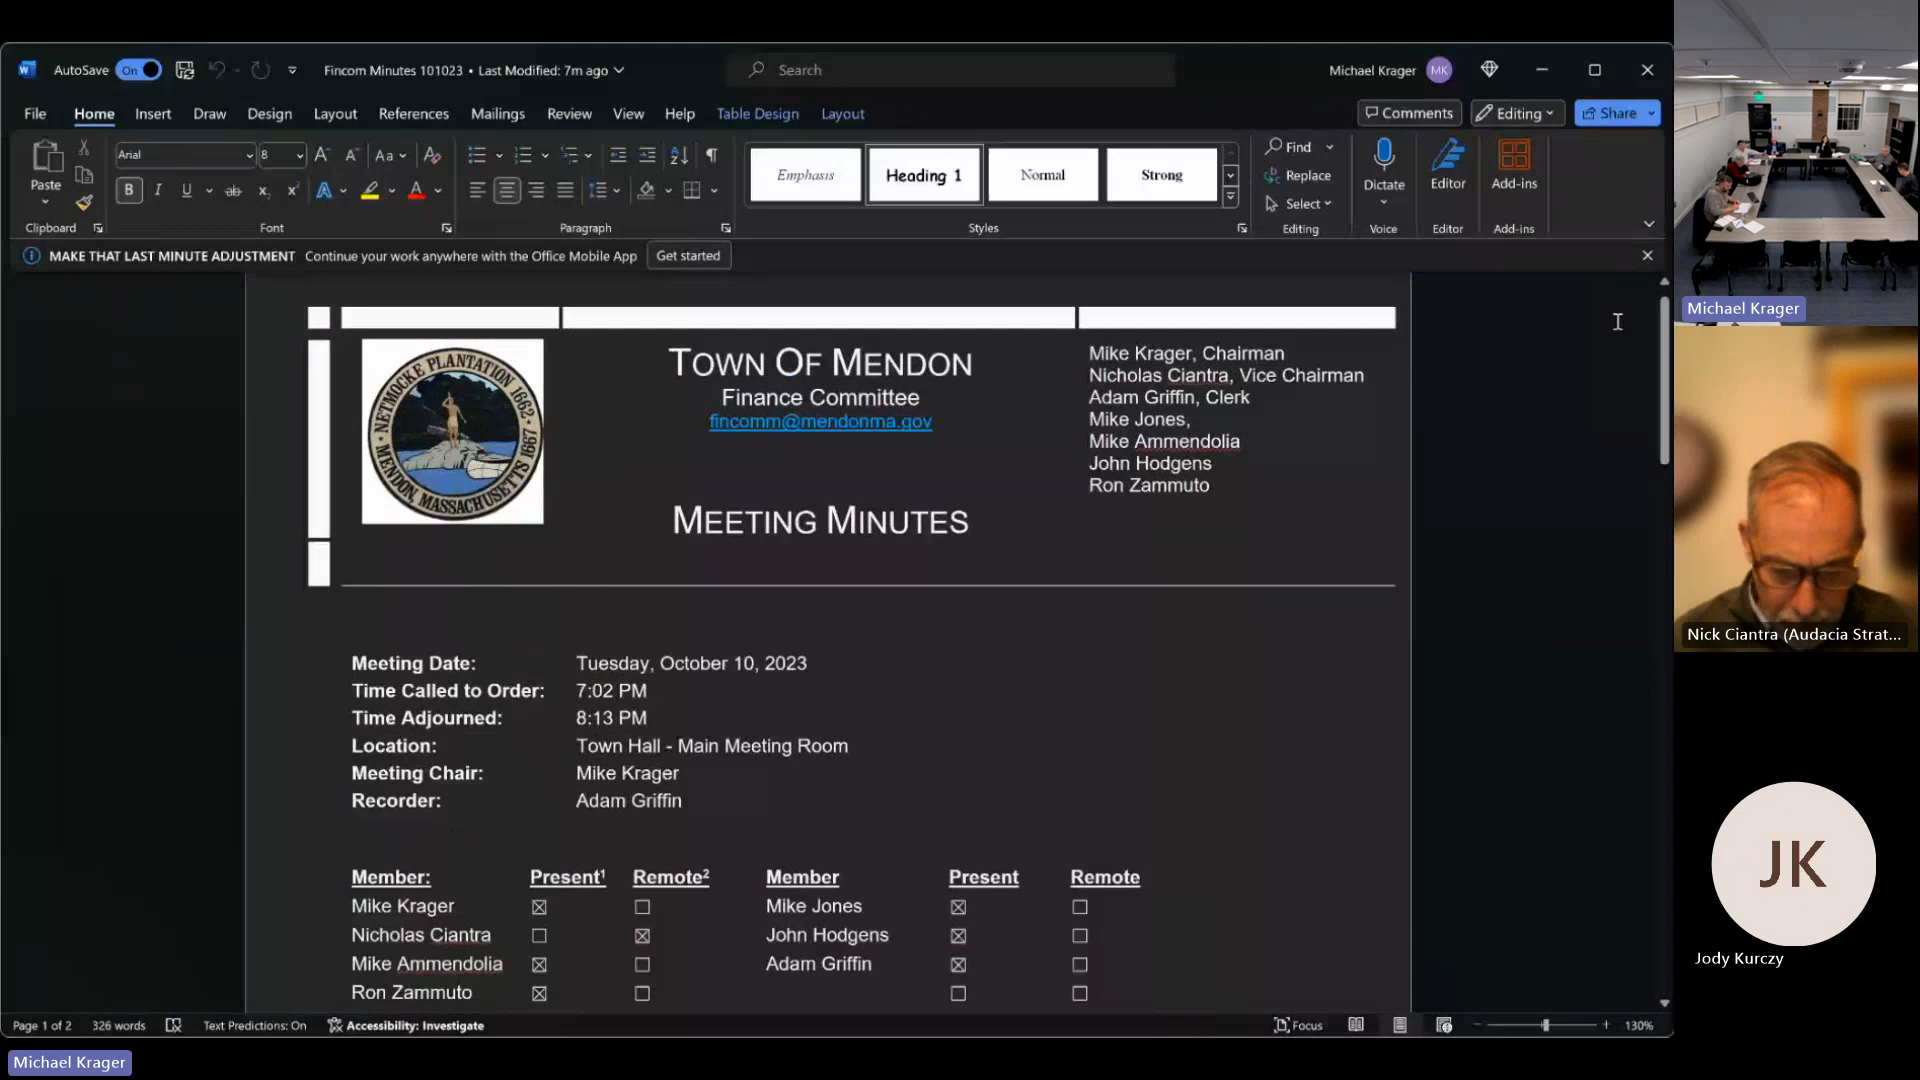 AutoSave On Fincom Minutes 101023 • Last Modified: 7m ago Search Michael Krager MK
File Home Insert Draw Design Layout References Mailings Review View Help Table Design Layout Comments Editing Share
Paste Arial 8 Aa Emphasis Heading 1 Normal Strong Find Replace Select Dictate Editor Add-ins
Clipboard Font Paragraph Styles Editing Voice Editor Add-ins
MAKE THAT LAST MINUTE ADJUSTMENT Continue your work anywhere with the Office Mobile App Get started
NETMOCKE PLANTATION 1662 • MENDON, MASSACHUSETTS 1667
TOWN OF MENDON
Finance Committee
fincomm@mendonma.gov
MEETING MINUTES
Mike Krager, Chairman
Nicholas Ciantra, Vice Chairman
Adam Griffin, Clerk
Mike Jones,
Mike Ammendolia
John Hodgens
Ron Zammuto
Meeting Date: Tuesday, October 10, 2023
Time Called to Order: 7:02 PM
Time Adjourned: 8:13 PM
Location: Town Hall - Main Meeting Room
Meeting Chair: Mike Krager
Recorder: Adam Griffin
Member: Present¹ Remote² Member Present Remote
Mike Krager ☒ ☐ Mike Jones ☒ ☐
Nicholas Ciantra ☐ ☒ John Hodgens ☒ ☐
Mike Ammendolia ☒ ☐ Adam Griffin ☒ ☐
Ron Zammuto ☒ ☐ ☐ ☐
Page 1 of 2 326 words Text Predictions: On Accessibility: Investigate Focus 130%
Michael Krager
Michael Krager
Nick Ciantra (Audacia Strat...
JK
Jody Kurczy